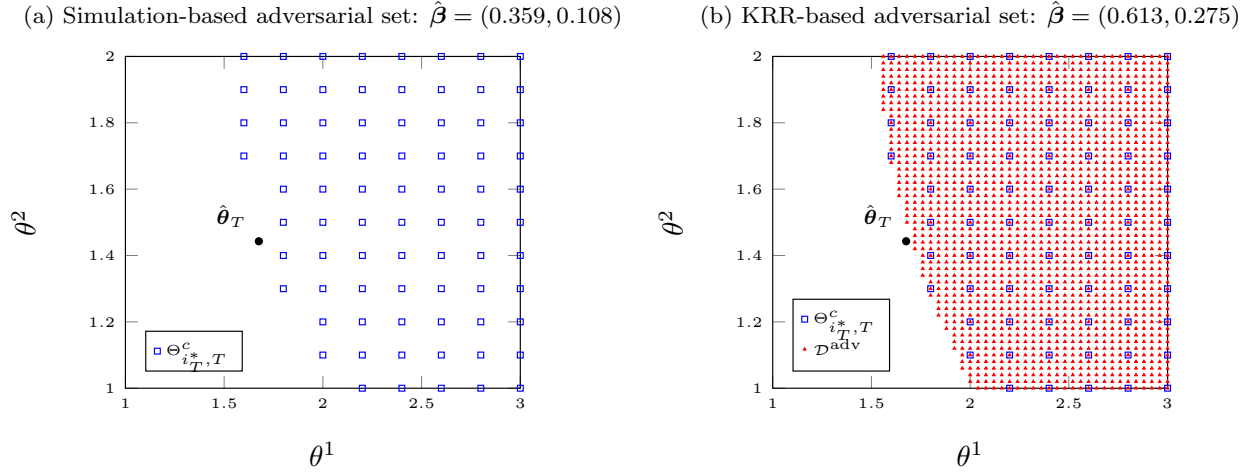 (a) Simulation-based adversarial set: β̂ = (0.359, 0.108)
2
1.8
1.6
1.4
1.2
1
1
1.5
2
2.5
3
θ²
θ¹
θ̂_T
Θ^c_{i*_T,T}
(b) KRR-based adversarial set: β̂ = (0.613, 0.275)
2
1.8
1.6
1.4
1.2
1
1
1.5
2
2.5
3
θ²
θ¹
θ̂_T
Θ^c_{i*_T,T}
𝒟^adv